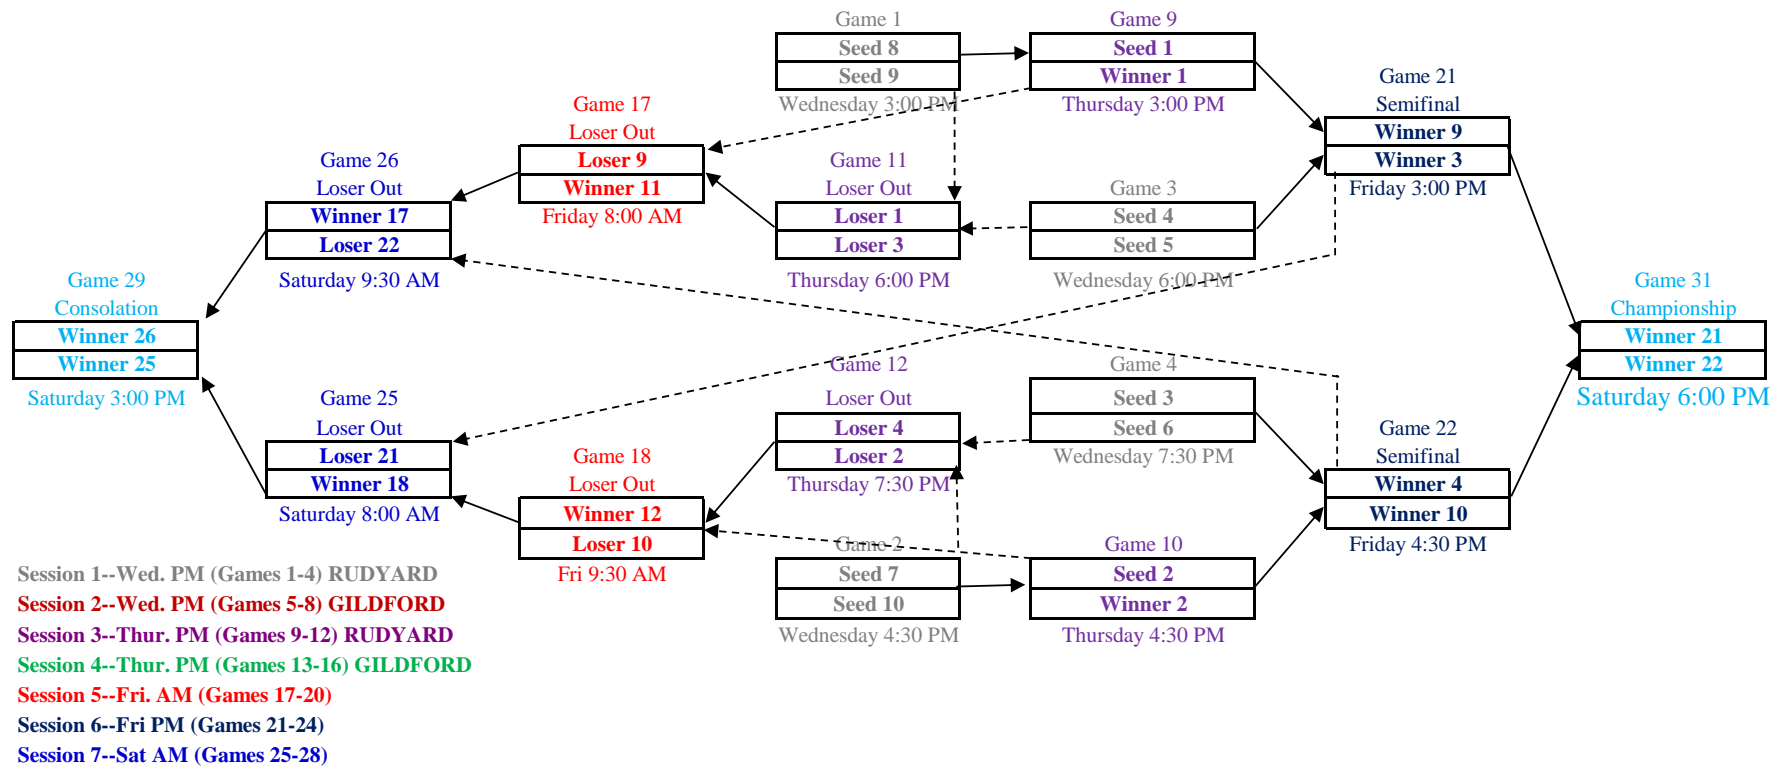 Game 1
Seed 8
Seed 9
Wednesday 3:00 PM
Game 9
Seed 1
Winner 1
Thursday 3:00 PM
Game 21
Semifinal
Winner 9
Winner 3
Friday 3:00 PM
Game 17
Loser Out
Loser 9
Winner 11
Friday 8:00 AM
Game 26
Loser Out
Winner 17
Loser 22
Saturday 9:30 AM
Game 11
Loser Out
Loser 1
Loser 3
Thursday 6:00 PM
Game 3
Seed 4
Seed 5
Wednesday 6:00 PM
Game 29
Consolation
Winner 26
Winner 25
Saturday 3:00 PM
Game 31
Championship
Winner 21
Winner 22
Saturday 6:00 PM
Game 12
Loser Out
Loser 4
Loser 2
Thursday 7:30 PM
Game 4
Seed 3
Seed 6
Wednesday 7:30 PM
Game 25
Loser Out
Loser 21
Winner 18
Saturday 8:00 AM
Game 18
Loser Out
Winner 12
Loser 10
Fri 9:30 AM
Game 22
Semifinal
Winner 4
Winner 10
Friday 4:30 PM
Game 2
Seed 7
Seed 10
Wednesday 4:30 PM
Game 10
Seed 2
Winner 2
Thursday 4:30 PM
Session 1--Wed. PM (Games 1-4) RUDYARD
Session 2--Wed. PM (Games 5-8) GILDFORD
Session 3--Thur. PM (Games 9-12) RUDYARD
Session 4--Thur. PM (Games 13-16) GILDFORD
Session 5--Fri. AM (Games 17-20)
Session 6--Fri PM (Games 21-24)
Session 7--Sat AM (Games 25-28)